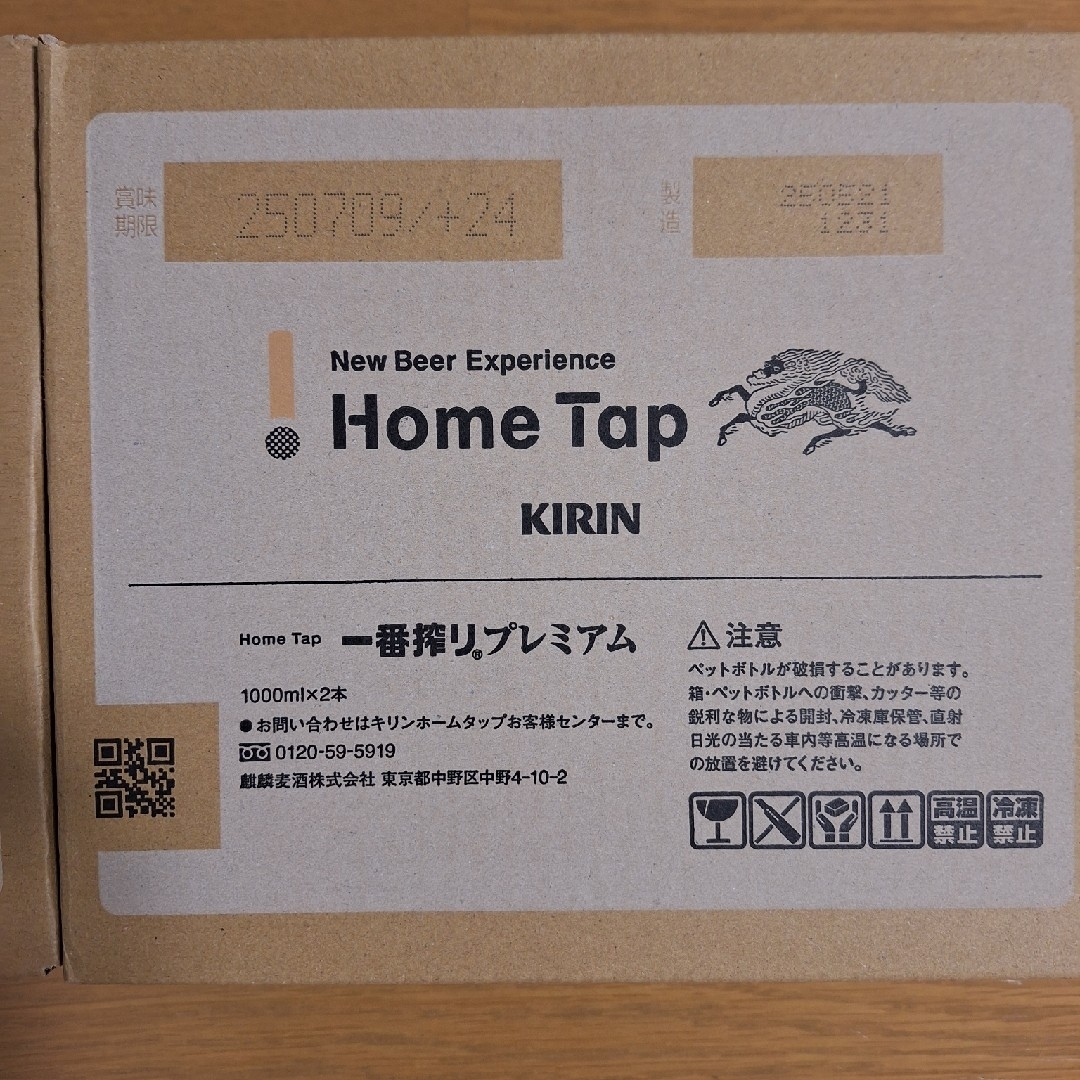 賞味期限
250709/+24
製造
250521
1231
New Beer Experience
Home Tap
KIRIN
Home Tap 一番搾り®プレミアム
1000ml×2本
●お問い合わせはキリンホームタップお客様センターまで。
0120-59-5919
麒麟麦酒株式会社 東京都中野区中野4-10-2
⚠注意
ペットボトルが破損することがあります。
箱・ペットボトルへの衝撃、カッター等の
鋭利な物による開封、冷凍庫保管、直射
日光の当たる車内等高温になる場所で
の放置を避けてください。
高温禁止
冷凍禁止